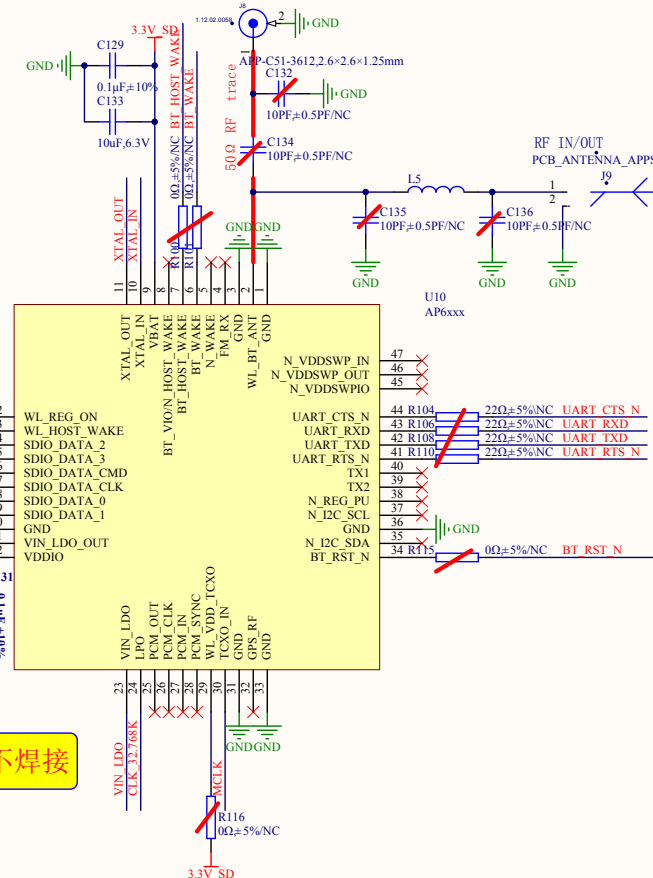 J8
1.12.02.0058
2
GND
1
APP-C51-3612,2.6×2.6×1.25mm
3.3V_SD
C129
GND
0.1µF,±10%
C133
10uF,6.3V
BT_HOST_WAKE
BT_WAKE
0Ω,±5%/NC
0Ω,±5%/NC
R100
50Ω RF trace
C132
GND
10PF,±0.5PF/NC
C134
10PF,±0.5PF/NC
RF IN/OUT
PCB_ANTENNA_APPS
J9
L5
1
2
C135
10PF,±0.5PF/NC
C136
10PF,±0.5PF/NC
GND
GND
GND
GND
GND
XTAL_OUT
XTAL_IN
11
10
9
8
7
6
5
4
3
2
1
U10
AP6xxx
XTAL_OUT
XTAL_IN
VBAT
BT_VIO/N_HOST_WAKE
BT_HOST_WAKE
BT_WAKE
N_WAKE
FM_RX
GND
WL_BT_ANT
GND
WL_REG_ON
WL_HOST_WAKE
SDIO_DATA_2
SDIO_DATA_3
SDIO_DATA_CMD
SDIO_DATA_CLK
SDIO_DATA_0
SDIO_DATA_1
GND
VIN_LDO_OUT
VDDIO
N_VDDSWP_IN 47
N_VDDSWP_OUT 46
N_VDDSWPIO 45
UART_CTS_N 44 R104 22Ω,±5%\NC UART_CTS_N
UART_RXD 43 R106 22Ω,±5%\NC UART_RXD
UART_TXD 42 R108 22Ω,±5%\NC UART_TXD
UART_RTS_N 41 R110 22Ω,±5%\NC UART_RTS_N
TX1 40
TX2 39
N_REG_PU 38
N_I2C_SCL 37
GND 36 GND
N_I2C_SDA 35
BT_RST_N 34 R115 0Ω,±5%/NC BT_RST_N
31
VIN_LDO
LPO
PCM_OUT
PCM_CLK
PCM_IN
PCM_SYNC
WL_VDD_TCXO
TCXO_IN
GND
GPS_RF
GND
23
24
25
26
27
28
29
30
31
32
33
GND
GND
VIN_LDO
CLK_32.768K
MCLK
不焊接
R116
0Ω,±5%/NC
3.3V_SD